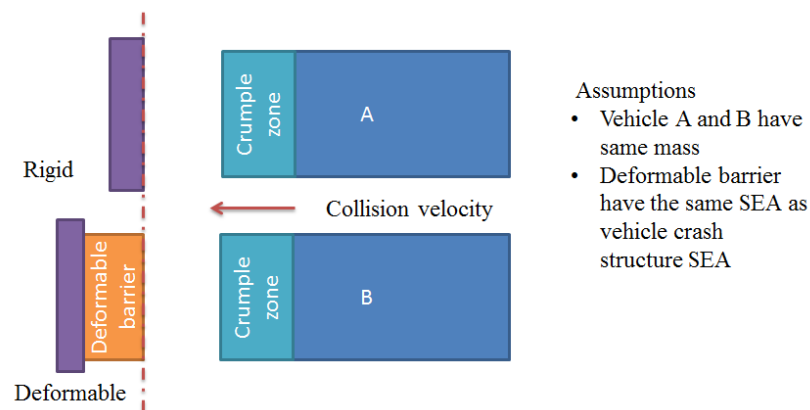 Rigid
Crumple
zone
A
Assumptions
• Vehicle A and B have
same mass
• Deformable barrier
have the same SEA as
vehicle crash
structure SEA
Collision velocity
Deformable
barrier
Crumple
zone
B
Deformable